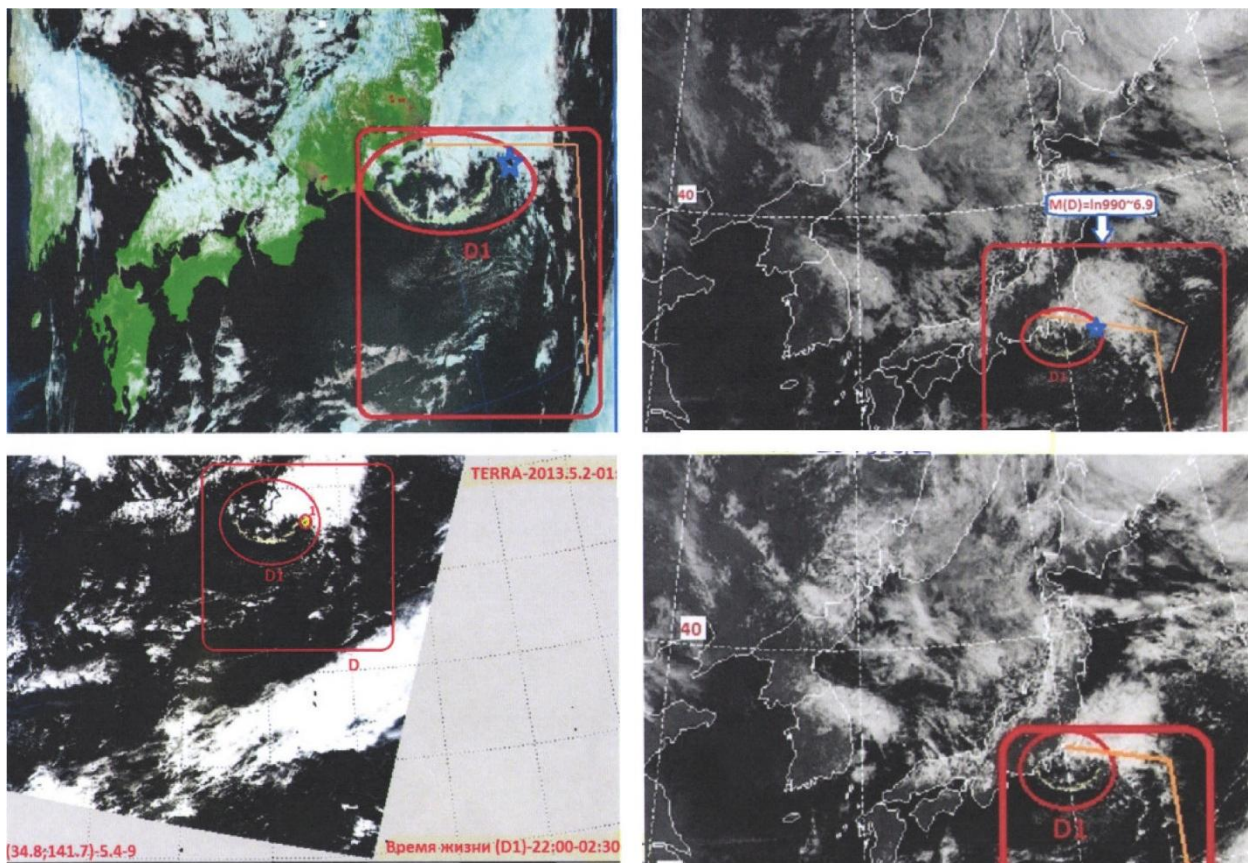 D1
40
M(D)=ln990~6.9
D1
TERRA-2013.5.2-01:
1
D1
D
(34.8;141.7)-5.4-9
Время жизни (D1)-22:00-02:30
40
D1